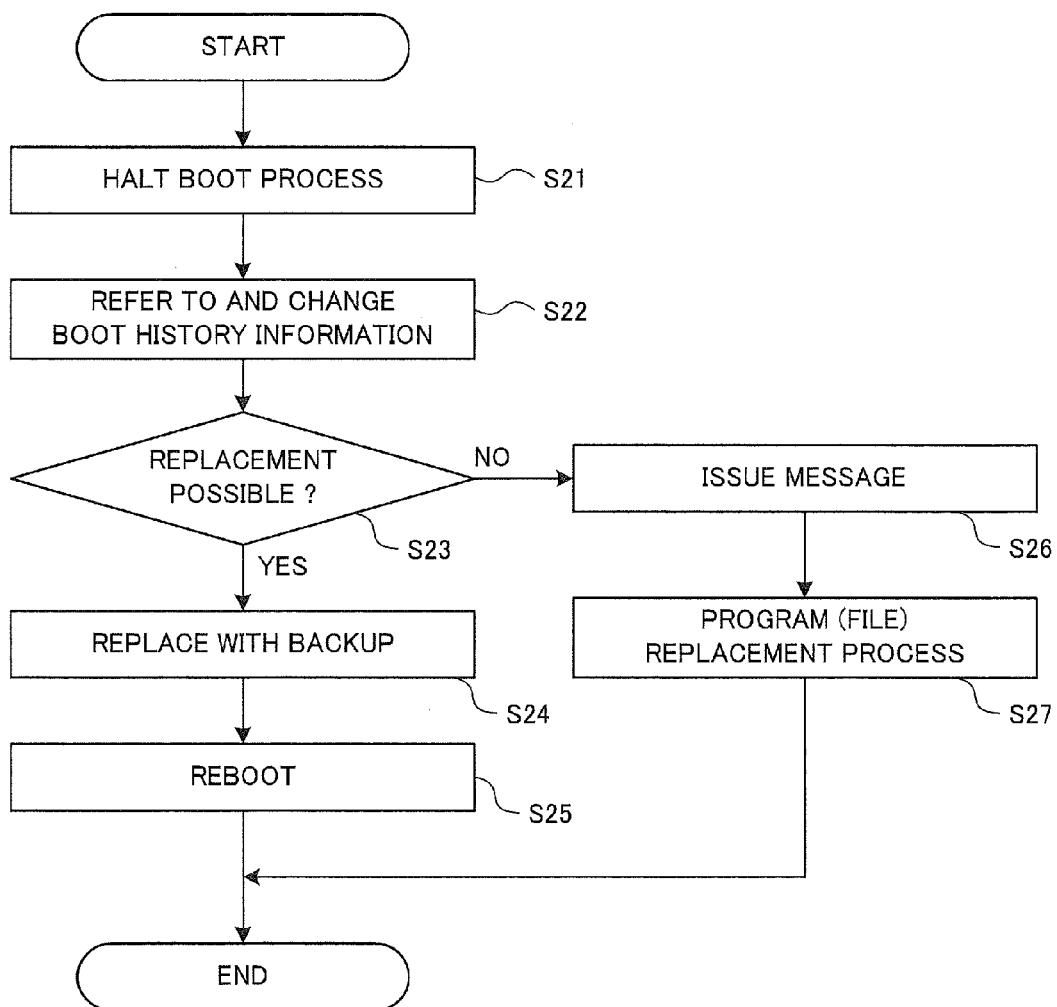 START
HALT BOOT PROCESS
S21
REFER TO AND CHANGE
BOOT HISTORY INFORMATION
S22
REPLACEMENT
POSSIBLE ?
S23
NO
YES
ISSUE MESSAGE
S26
REPLACE WITH BACKUP
S24
PROGRAM (FILE)
REPLACEMENT PROCESS
S27
REBOOT
S25
END